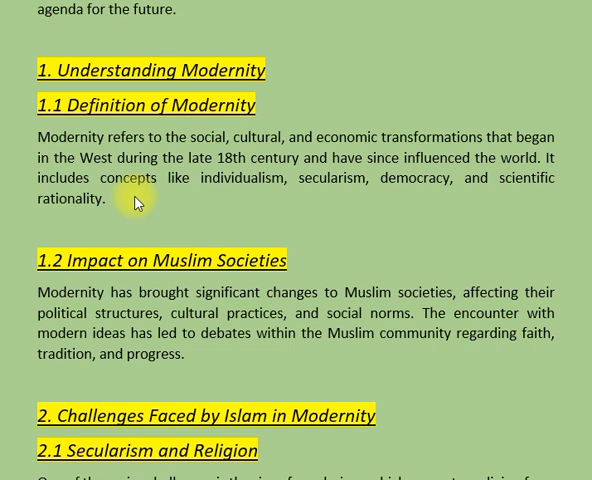 agenda for the future.
1. Understanding Modernity
1.1 Definition of Modernity
Modernity refers to the social, cultural, and economic transformations that began
in the West during the late 18th century and have since influenced the world. It
includes concepts like individualism, secularism, democracy, and scientific
rationality.
1.2 Impact on Muslim Societies
Modernity has brought significant changes to Muslim societies, affecting their
political structures, cultural practices, and social norms. The encounter with
modern ideas has led to debates within the Muslim community regarding faith,
tradition, and progress.
2. Challenges Faced by Islam in Modernity
2.1 Secularism and Religion